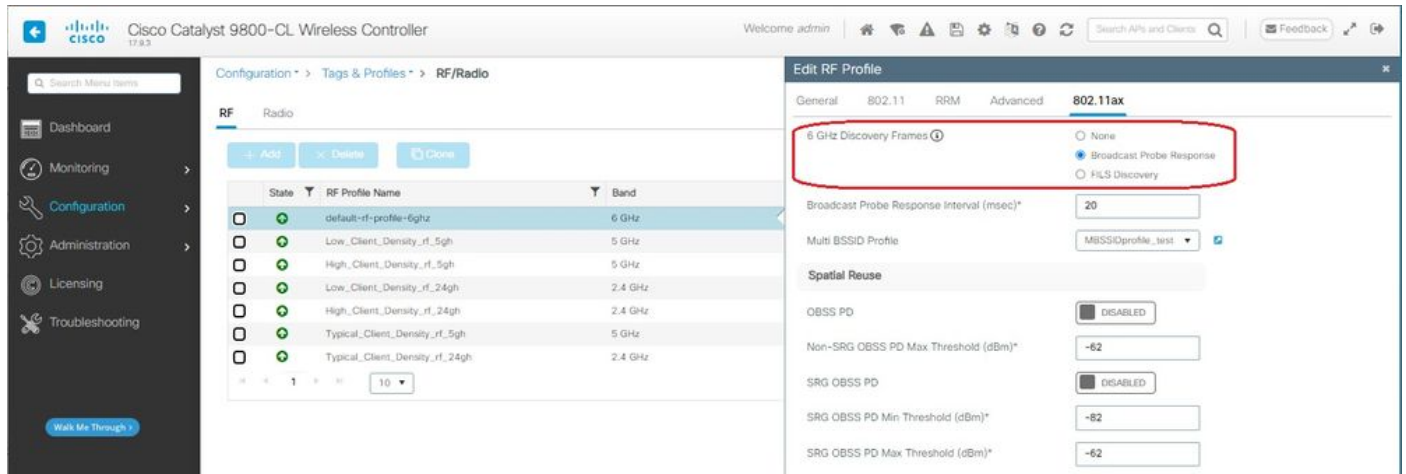 CISCO
Cisco Catalyst 9800-CL Wireless Controller
17.9.3
Welcome admin
Search APs and Clients
Feedback
Search Menu Items
Dashboard
Monitoring
Configuration
Administration
Licensing
Troubleshooting
Walk Me Through >
Configuration > Tags & Profiles > RF/Radio
RF Radio
+ Add × Delete Clone
State RF Profile Name Band
default-rf-profile-6ghz 6 GHz
Low_Client_Density_rf_5gh 5 GHz
High_Client_Density_rf_5gh 5 GHz
Low_Client_Density_rf_24gh 2.4 GHz
High_Client_Density_rf_24gh 2.4 GHz
Typical_Client_Density_rf_5gh 5 GHz
Typical_Client_Density_rf_24gh 2.4 GHz
1 10
Edit RF Profile
General 802.11 RRM Advanced 802.11ax
6 GHz Discovery Frames
None
Broadcast Probe Response
FILS Discovery
Broadcast Probe Response Interval (msec)* 20
Multi BSSID Profile MBSSIDprofile_test
Spatial Reuse
OBSS PD DISABLED
Non-SRG OBSS PD Max Threshold (dBm)* -62
SRG OBSS PD DISABLED
SRG OBSS PD Min Threshold (dBm)* -82
SRG OBSS PD Max Threshold (dBm)* -62